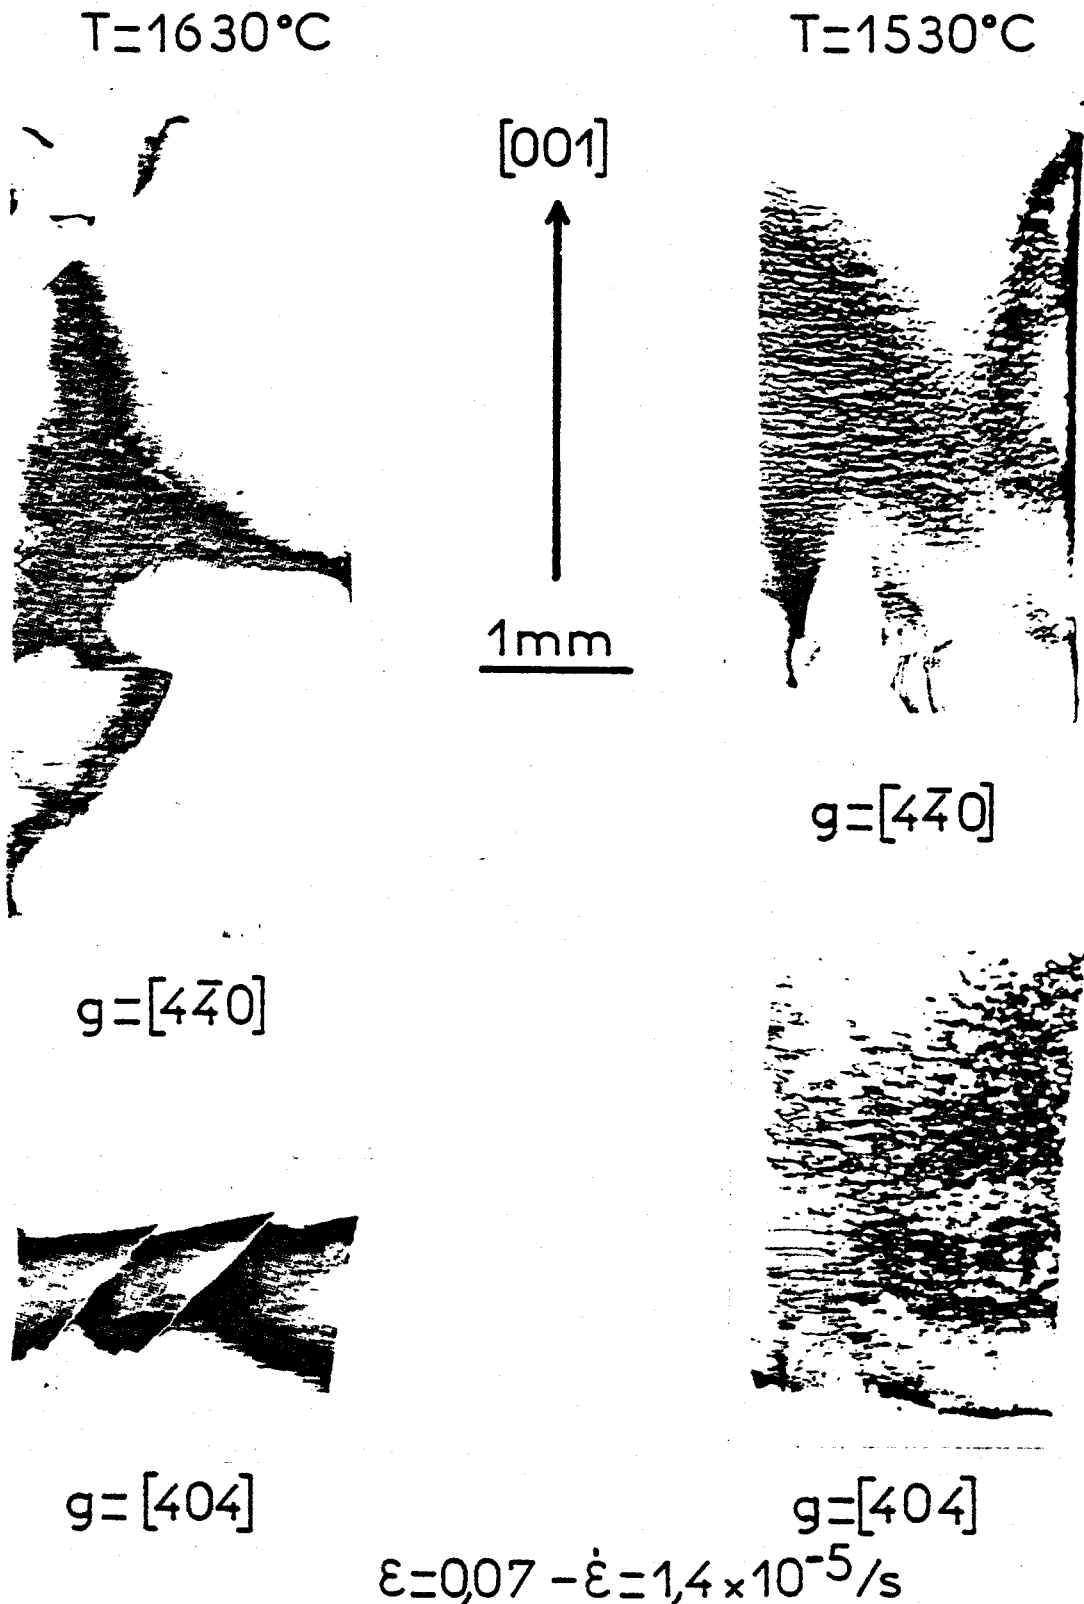 T=1630°C
T=1530°C
[001]
1mm
g=[44̅0]
g=[44̅0]
g=[404]
g=[404]
ε=0,07 - ε̇=1,4×10⁻⁵/s